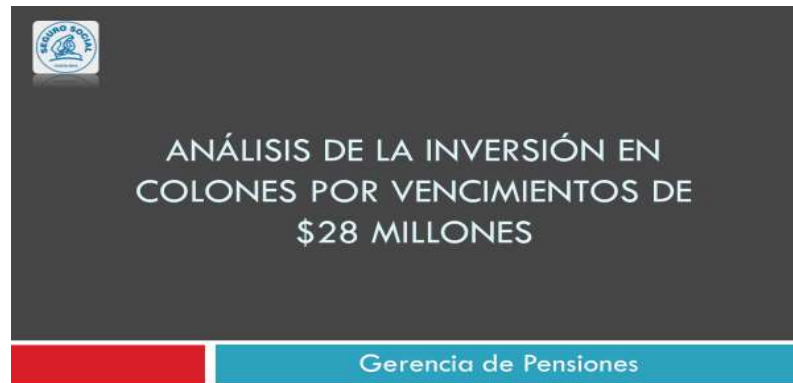 SEGURO SOCIAL
ANÁLISIS DE LA INVERSIÓN EN
COLONES POR VENCIMIENTOS DE
$28 MILLONES
Gerencia de Pensiones